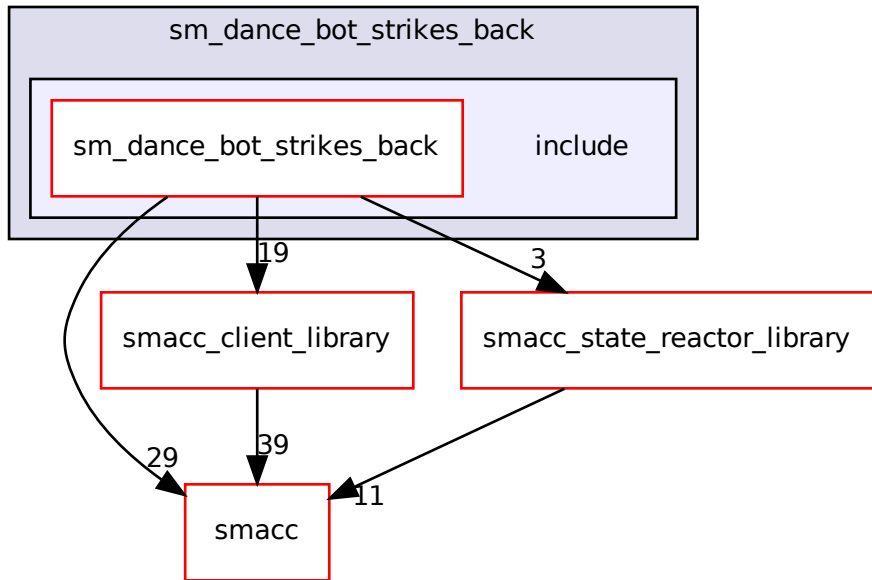 sm_dance_bot_strikes_back
sm_dance_bot_strikes_back
include
19
3
smacc_client_library
smacc_state_reactor_library
29
39
11
smacc